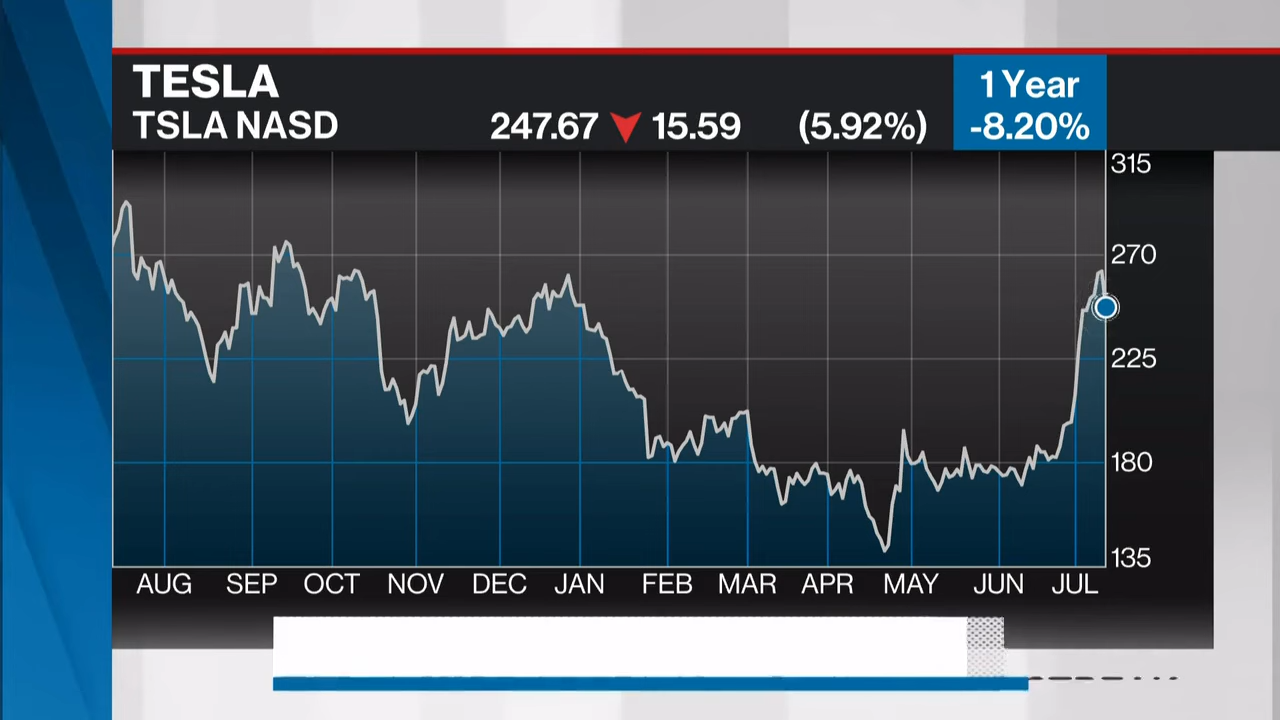 TESLA
TSLA NASD 247.67 15.59 (5.92%)
1 Year
-8.20%
315
270
225
180
135
AUG SEP OCT NOV DEC JAN FEB MAR APR MAY JUN JUL